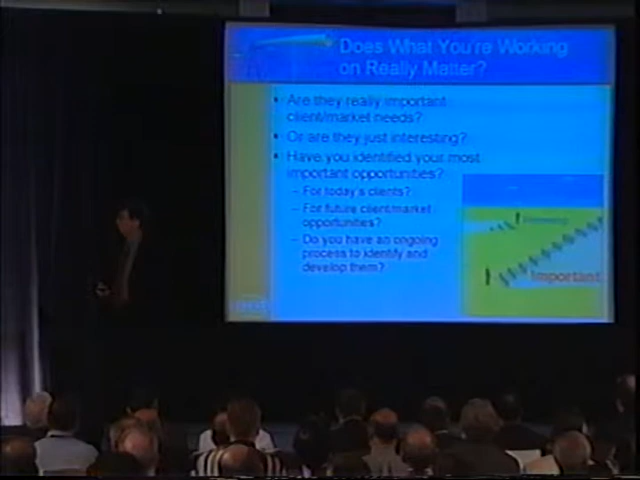 Does What You're Working
on Really Matter?
• Are they really important
client/market needs?
• Or are they just interesting?
• Have you identified your most
important opportunities?
– For today's clients?
– For future client/market
opportunities?
– Do you have an ongoing
process to identify and
develop them?
Important